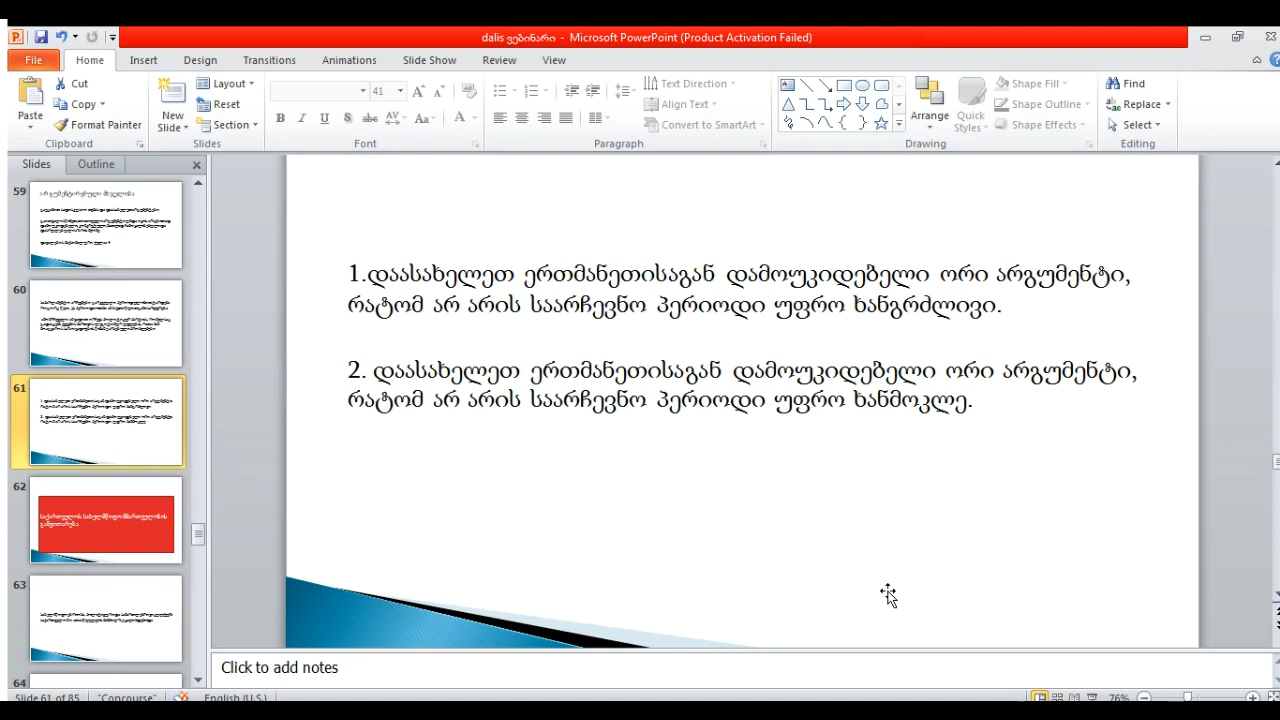 dalis ვებინარი - Microsoft PowerPoint (Product Activation Failed)
File Home Insert Design Transitions Animations Slide Show Review View
Cut
Copy
Format Painter
Paste
Clipboard
New
Slide
Layout
Reset
Section
Slides
41
Font
Text Direction
Align Text
Convert to SmartArt
Paragraph
Arrange
Quick
Styles
Shape Fill
Shape Outline
Shape Effects
Drawing
Find
Replace
Select
Editing
Slides Outline
59
60
61
62
63
64
1.დაასახელეთ ერთმანეთისაგან დამოუკიდებელი ორი არგუმენტი,
რატომ არ არის საარჩევნო პერიოდი უფრო ხანგრძლივი.
2. დაასახელეთ ერთმანეთისაგან დამოუკიდებელი ორი არგუმენტი,
რატომ არ არის საარჩევნო პერიოდი უფრო ხანმოკლე.
Click to add notes
Slide 61 of 85 "Concourse" English (U.S.) 76%